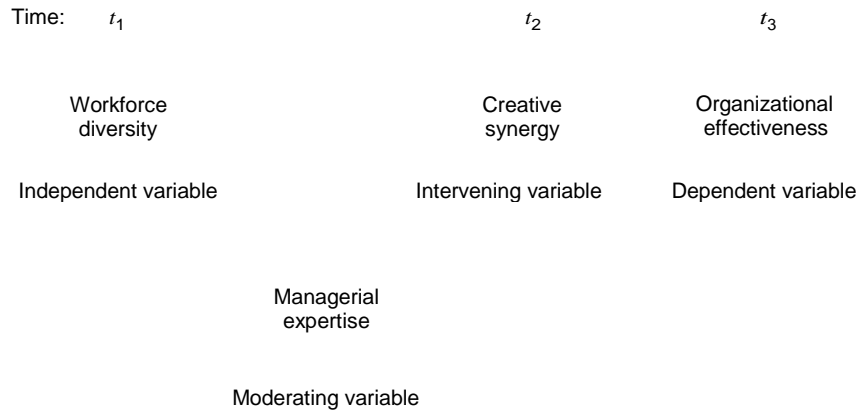 Time: t1 t2 t3
Workforce Creative Organizational
diversity synergy effectiveness
Independent variable Intervening variable Dependent variable
Managerial
expertise
Moderating variable